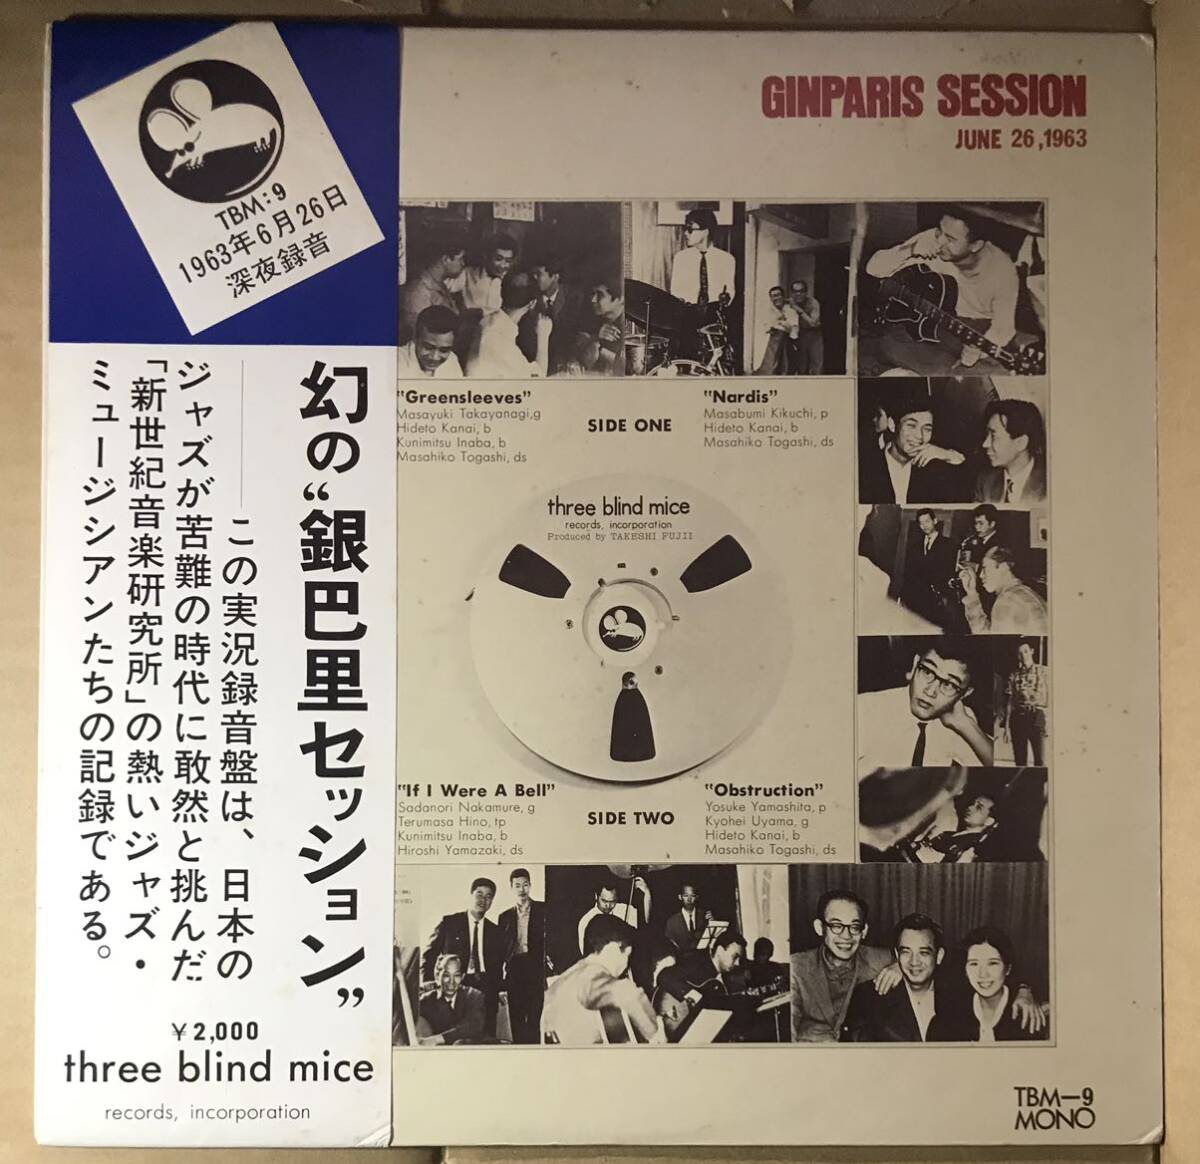 TBM:9
1963年6月26日
深夜録音
幻の“銀巴里セッション”
――この実況録音盤は、日本の
ジャズが苦難の時代に敢然と挑んだ
「新世紀音楽研究所」の熱いジャズ・
ミュージシアンたちの記録である。
¥2,000
three blind mice
records, incorporation
GINPARIS SESSION
JUNE 26,1963
"Greensleeves"
Masayuki Takayanagi,g
Hideto Kanai, b
Kunimitsu Inaba, b
Masahiko Togashi, ds
SIDE ONE
"Nardis"
Masabumi Kikuchi, p
Hideto Kanai, b
Masahiko Togashi, ds
three blind mice
records, incorporation
Produced by TAKESHI FUJII
"If I Were A Bell"
Sadanori Nakamure, g
Terumasa Hino, tp
Kunimitsu Inaba, b
Hiroshi Yamazaki, ds
SIDE TWO
"Obstruction"
Yosuke Yamashita, p
Kyohei Uyama, g
Hideto Kanai, b
Masahiko Togashi, ds
TBM-9
MONO